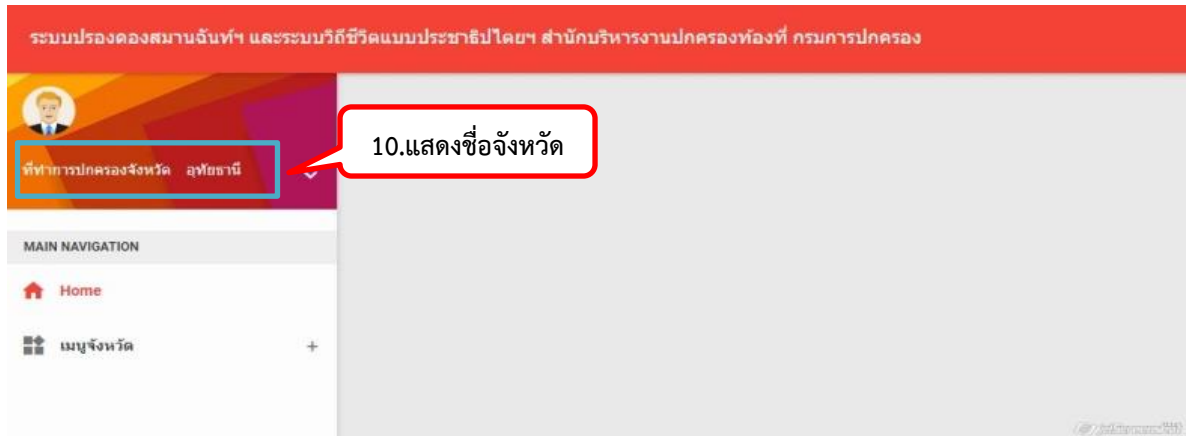 ระบบปรองดองสมานฉันท์ฯ และระบบวิถีชีวิตแบบประชาธิปไตยฯ สำนักบริหารงานปกครองท้องที่ กรมการปกครอง
10.แสดงชื่อจังหวัด
ที่ทำการปกครองจังหวัด อุทัยธานี
MAIN NAVIGATION
Home
เมนูจังหวัด